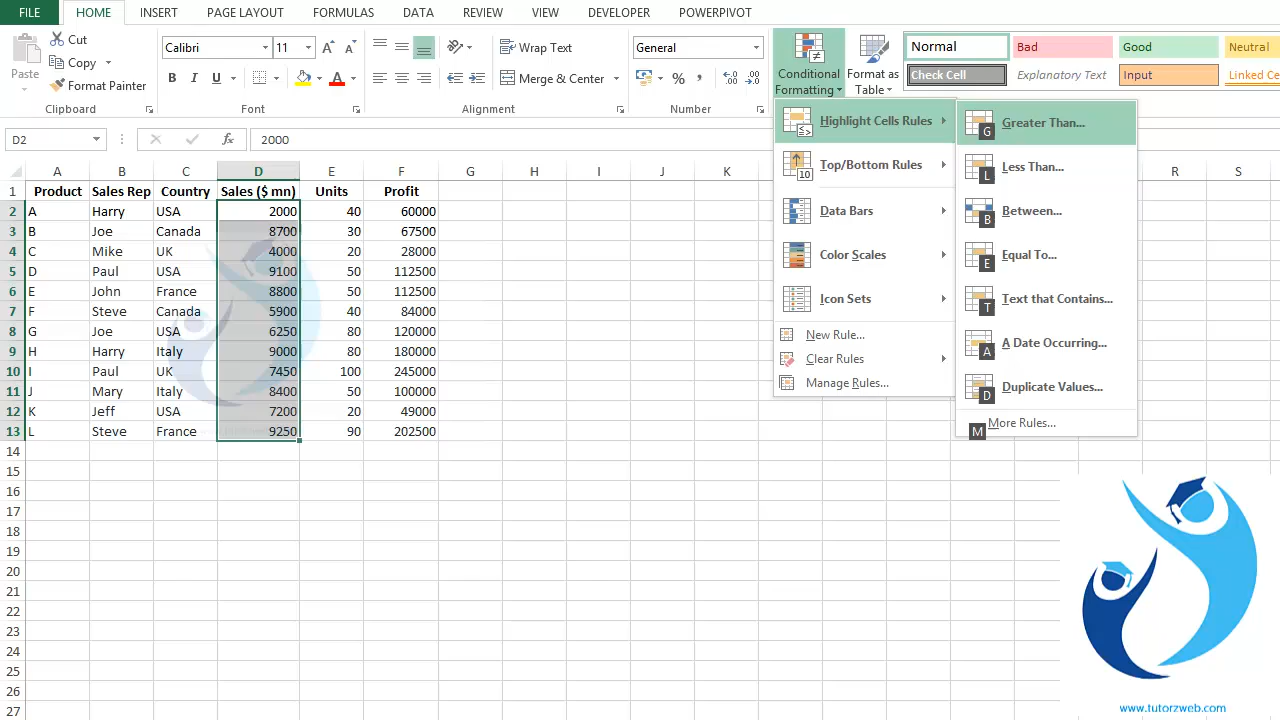 FILE HOME INSERT PAGE LAYOUT FORMULAS DATA REVIEW VIEW DEVELOPER POWERPIVOT
Paste
Cut
Copy
Format Painter
Clipboard
Calibri 11
B I U
Font
Wrap Text
Merge & Center
Alignment
General
Number
Conditional Formatting
Format as Table
Normal Bad Good Neutral
Check Cell Explanatory Text Input Linked Ce
D2 fx 2000
A B C D E F G H I J K R S
1 Product Sales Rep Country Sales ($ mn) Units Profit
2 A Harry USA 2000 40 60000
3 B Joe Canada 8700 30 67500
4 C Mike UK 4000 20 28000
5 D Paul USA 9100 50 112500
6 E John France 8800 50 112500
7 F Steve Canada 5900 40 84000
8 G Joe USA 6250 80 120000
9 H Harry Italy 9000 80 180000
10 I Paul UK 7450 100 245000
11 J Mary Italy 8400 50 100000
12 K Jeff USA 7200 20 49000
13 L Steve France 9250 90 202500
14
15
16
17
18
19
20
21
22
23
24
25
26
27
Highlight Cells Rules
Top/Bottom Rules
10
Data Bars
Color Scales
Icon Sets
New Rule...
Clear Rules
Manage Rules...
G Greater Than...
L Less Than...
B Between...
E Equal To...
T Text that Contains...
A A Date Occurring...
D Duplicate Values...
M More Rules...
www.tutorzweb.com